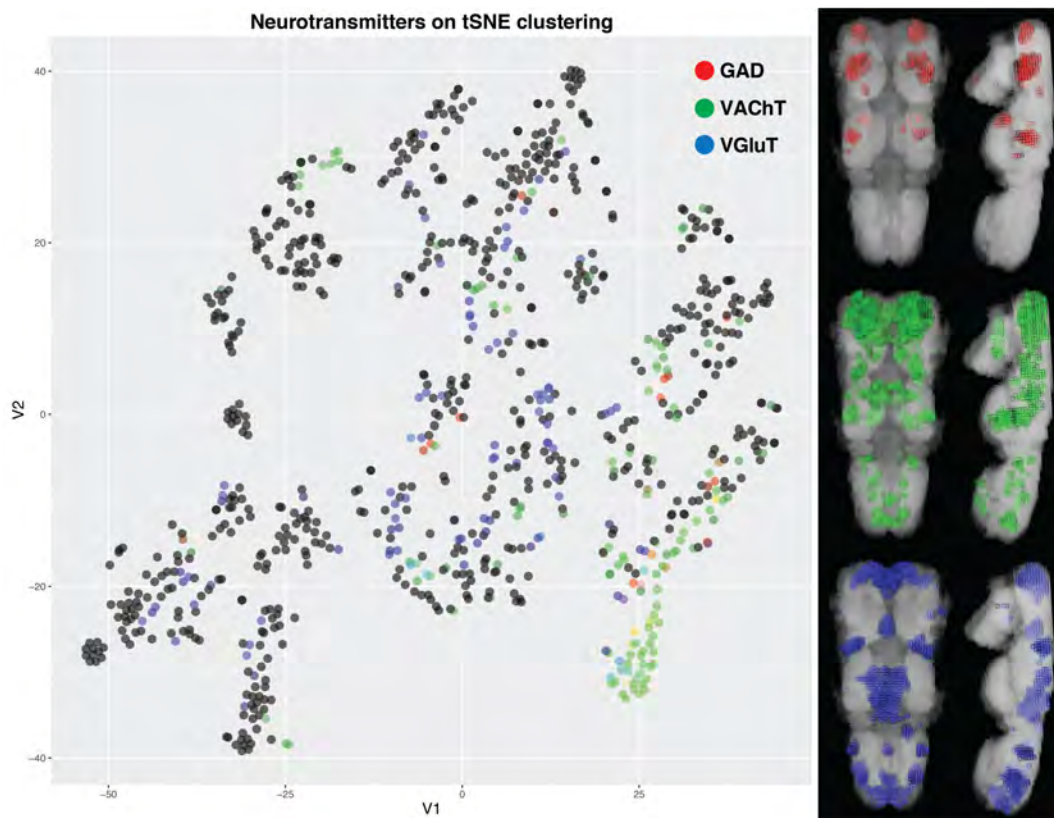 Neurotransmitters on tSNE clustering
GAD
VAChT
VGluT
40
20
0
−20
−40
V2
−50
−25
0
25
V1